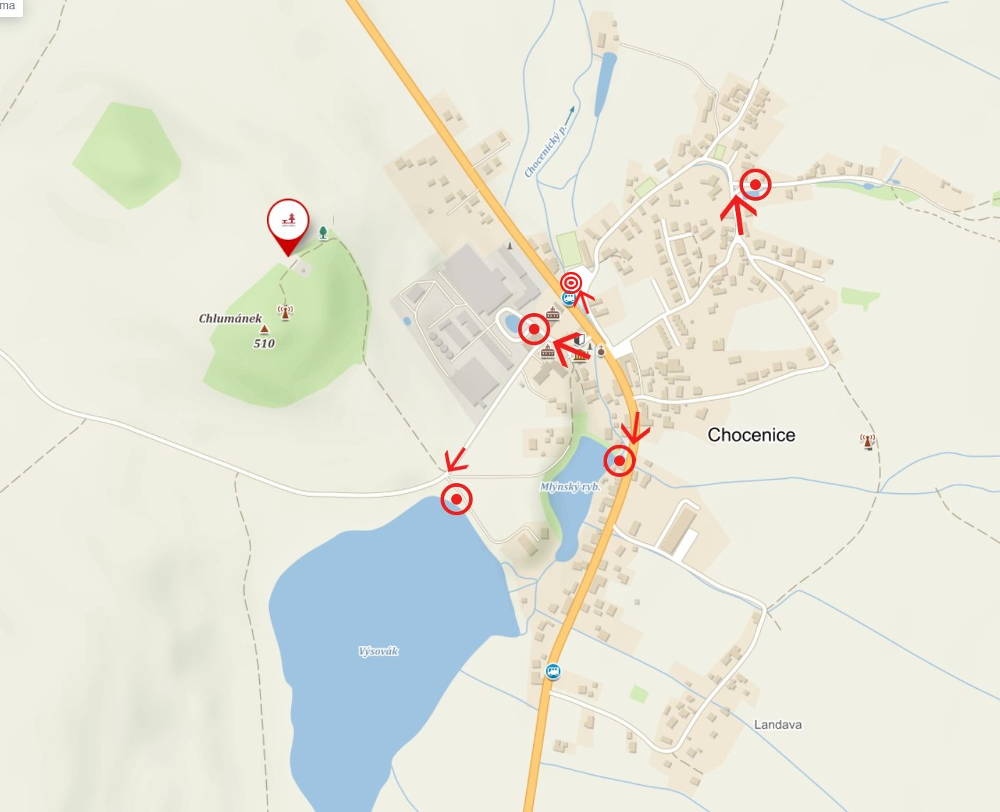 ma
Chocenický p.
Chlumánek
510
Chocenice
Mlýnský ryb.
Výsovák
Landava